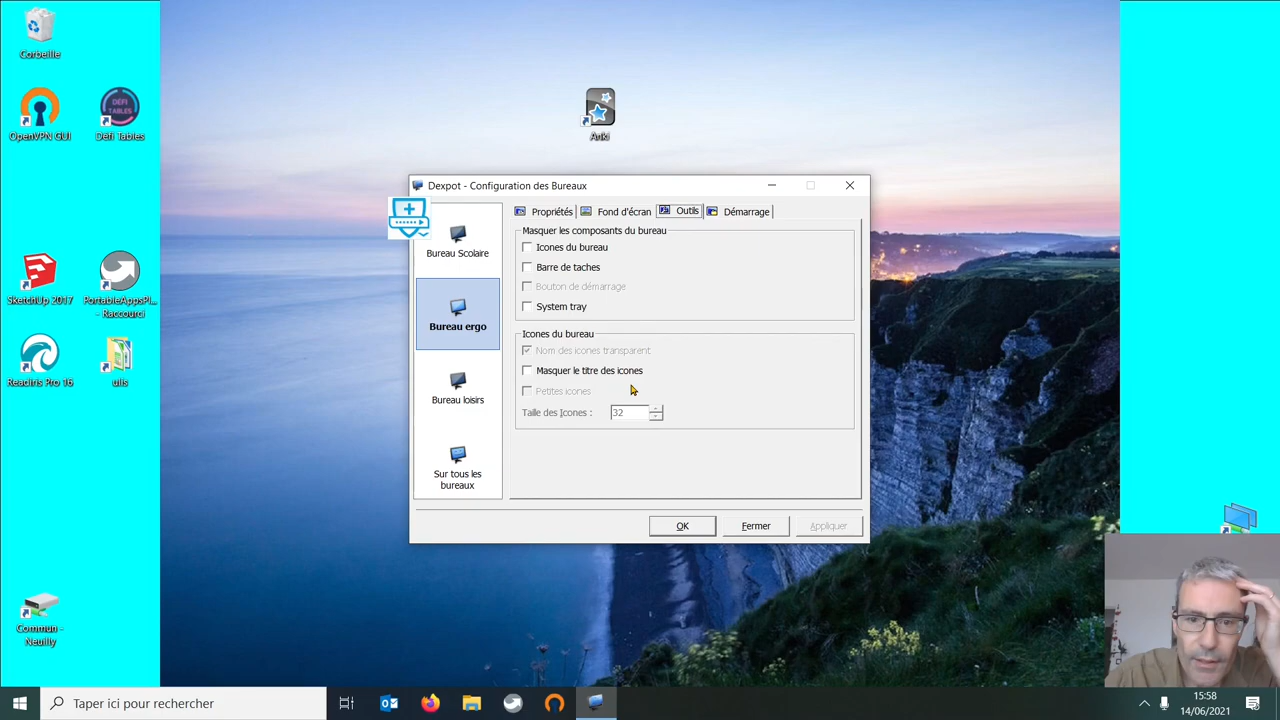 Corbeille
OpenVPN GUI
Défi Tables
DÉFI
TABLES
Anki
SketchUp 2017
PortableAppsPl...
- Raccourci
Readiris Pro 16
ulis
Commun -
Neuilly
Dexpot - Configuration des Bureaux
Bureau Scolaire
Bureau ergo
Bureau loisirs
Sur tous les
bureaux
Propriétés
Fond d'écran
Outils
Démarrage
Masquer les composants du bureau
Icones du bureau
Barre de taches
Bouton de démarrage
System tray
Icones du bureau
Nom des icones transparent
Masquer le titre des icones
Petites icones
Taille des Icones : 32
OK
Fermer
Appliquer
Taper ici pour rechercher
15:58
14/06/2021